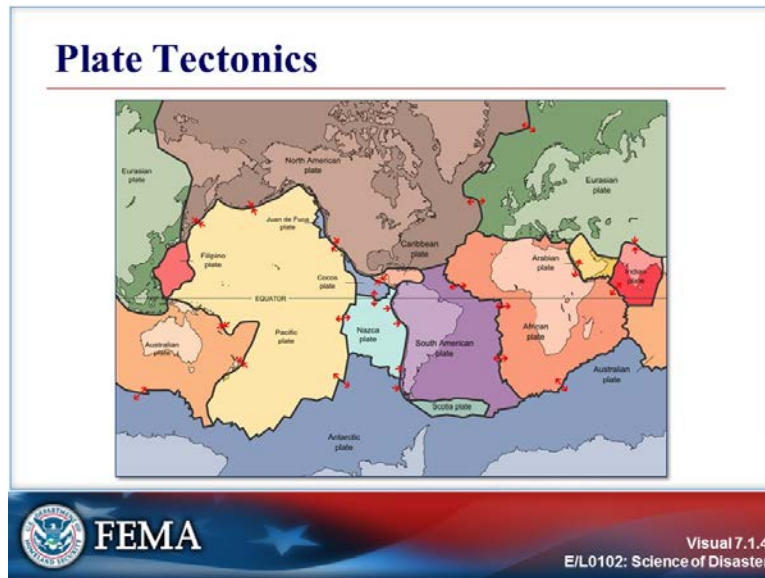 Plate Tectonics
North American
plate
Eurasian
plate
Eurasian
plate
Juan de Fuca
plate
Caribbean
plate
Filipino
plate
Arabian
plate
Indian
plate
Cocos
plate
EQUATOR
Australian
plate
Pacific
plate
Nazca
plate
South American
plate
African
plate
Australian
plate
Scotia plate
Antarctic
plate
FEMA
Visual 7.1.4
E/L0102: Science of Disaster